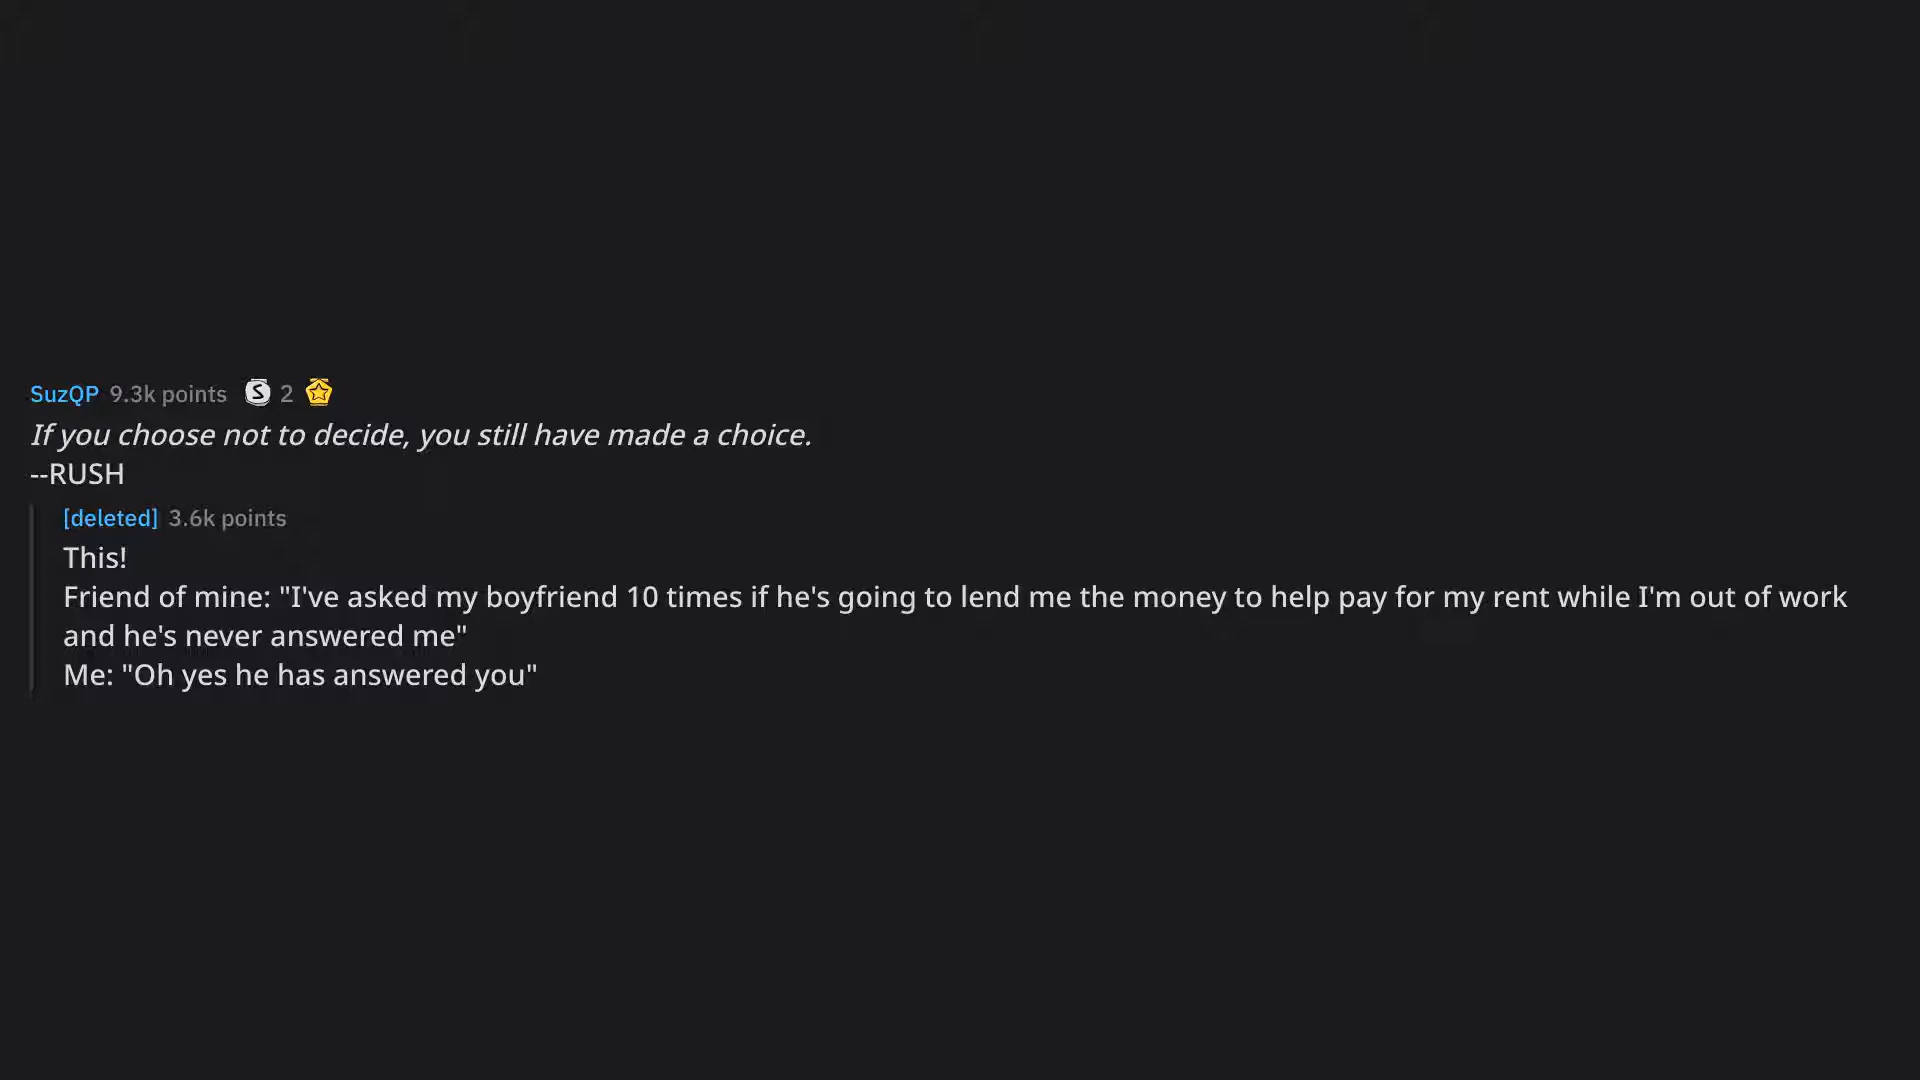 SuzQP 9.3k points S 2
If you choose not to decide, you still have made a choice.
--RUSH
[deleted] 3.6k points
This!
Friend of mine: "I've asked my boyfriend 10 times if he's going to lend me the money to help pay for my rent while I'm out of work
and he's never answered me"
Me: "Oh yes he has answered you"